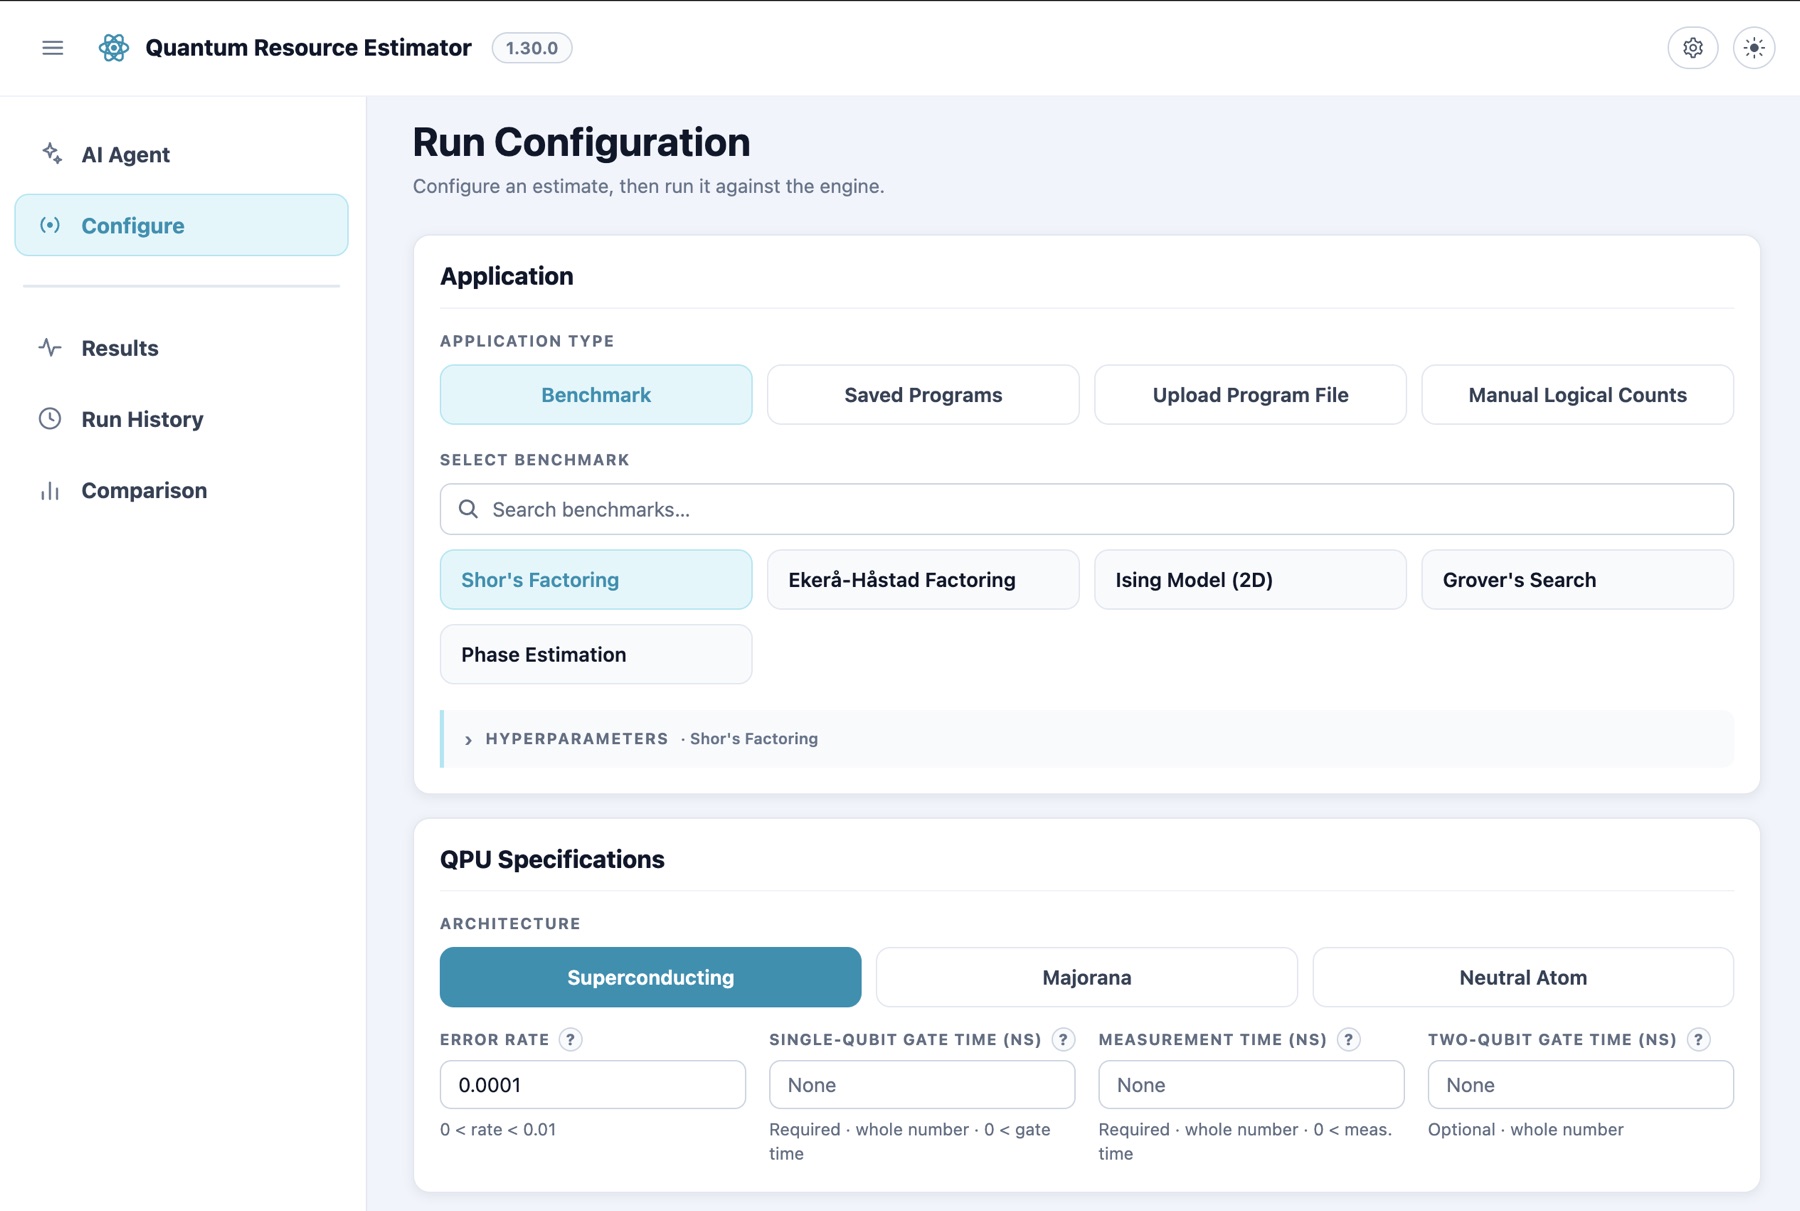 Quantum Resource Estimator 1.30.0
AI Agent
Configure
Results
Run History
Comparison
Run Configuration
Configure an estimate, then run it against the engine.
Application
APPLICATION TYPE
Benchmark
Saved Programs
Upload Program File
Manual Logical Counts
SELECT BENCHMARK
Search benchmarks...
Shor's Factoring
Ekerå-Håstad Factoring
Ising Model (2D)
Grover's Search
Phase Estimation
› HYPERPARAMETERS · Shor's Factoring
QPU Specifications
ARCHITECTURE
Superconducting
Majorana
Neutral Atom
ERROR RATE ?
0.0001
0 < rate < 0.01
SINGLE-QUBIT GATE TIME (NS) ?
None
Required · whole number · 0 < gate
time
MEASUREMENT TIME (NS) ?
None
Required · whole number · 0 < meas.
time
TWO-QUBIT GATE TIME (NS) ?
None
Optional · whole number